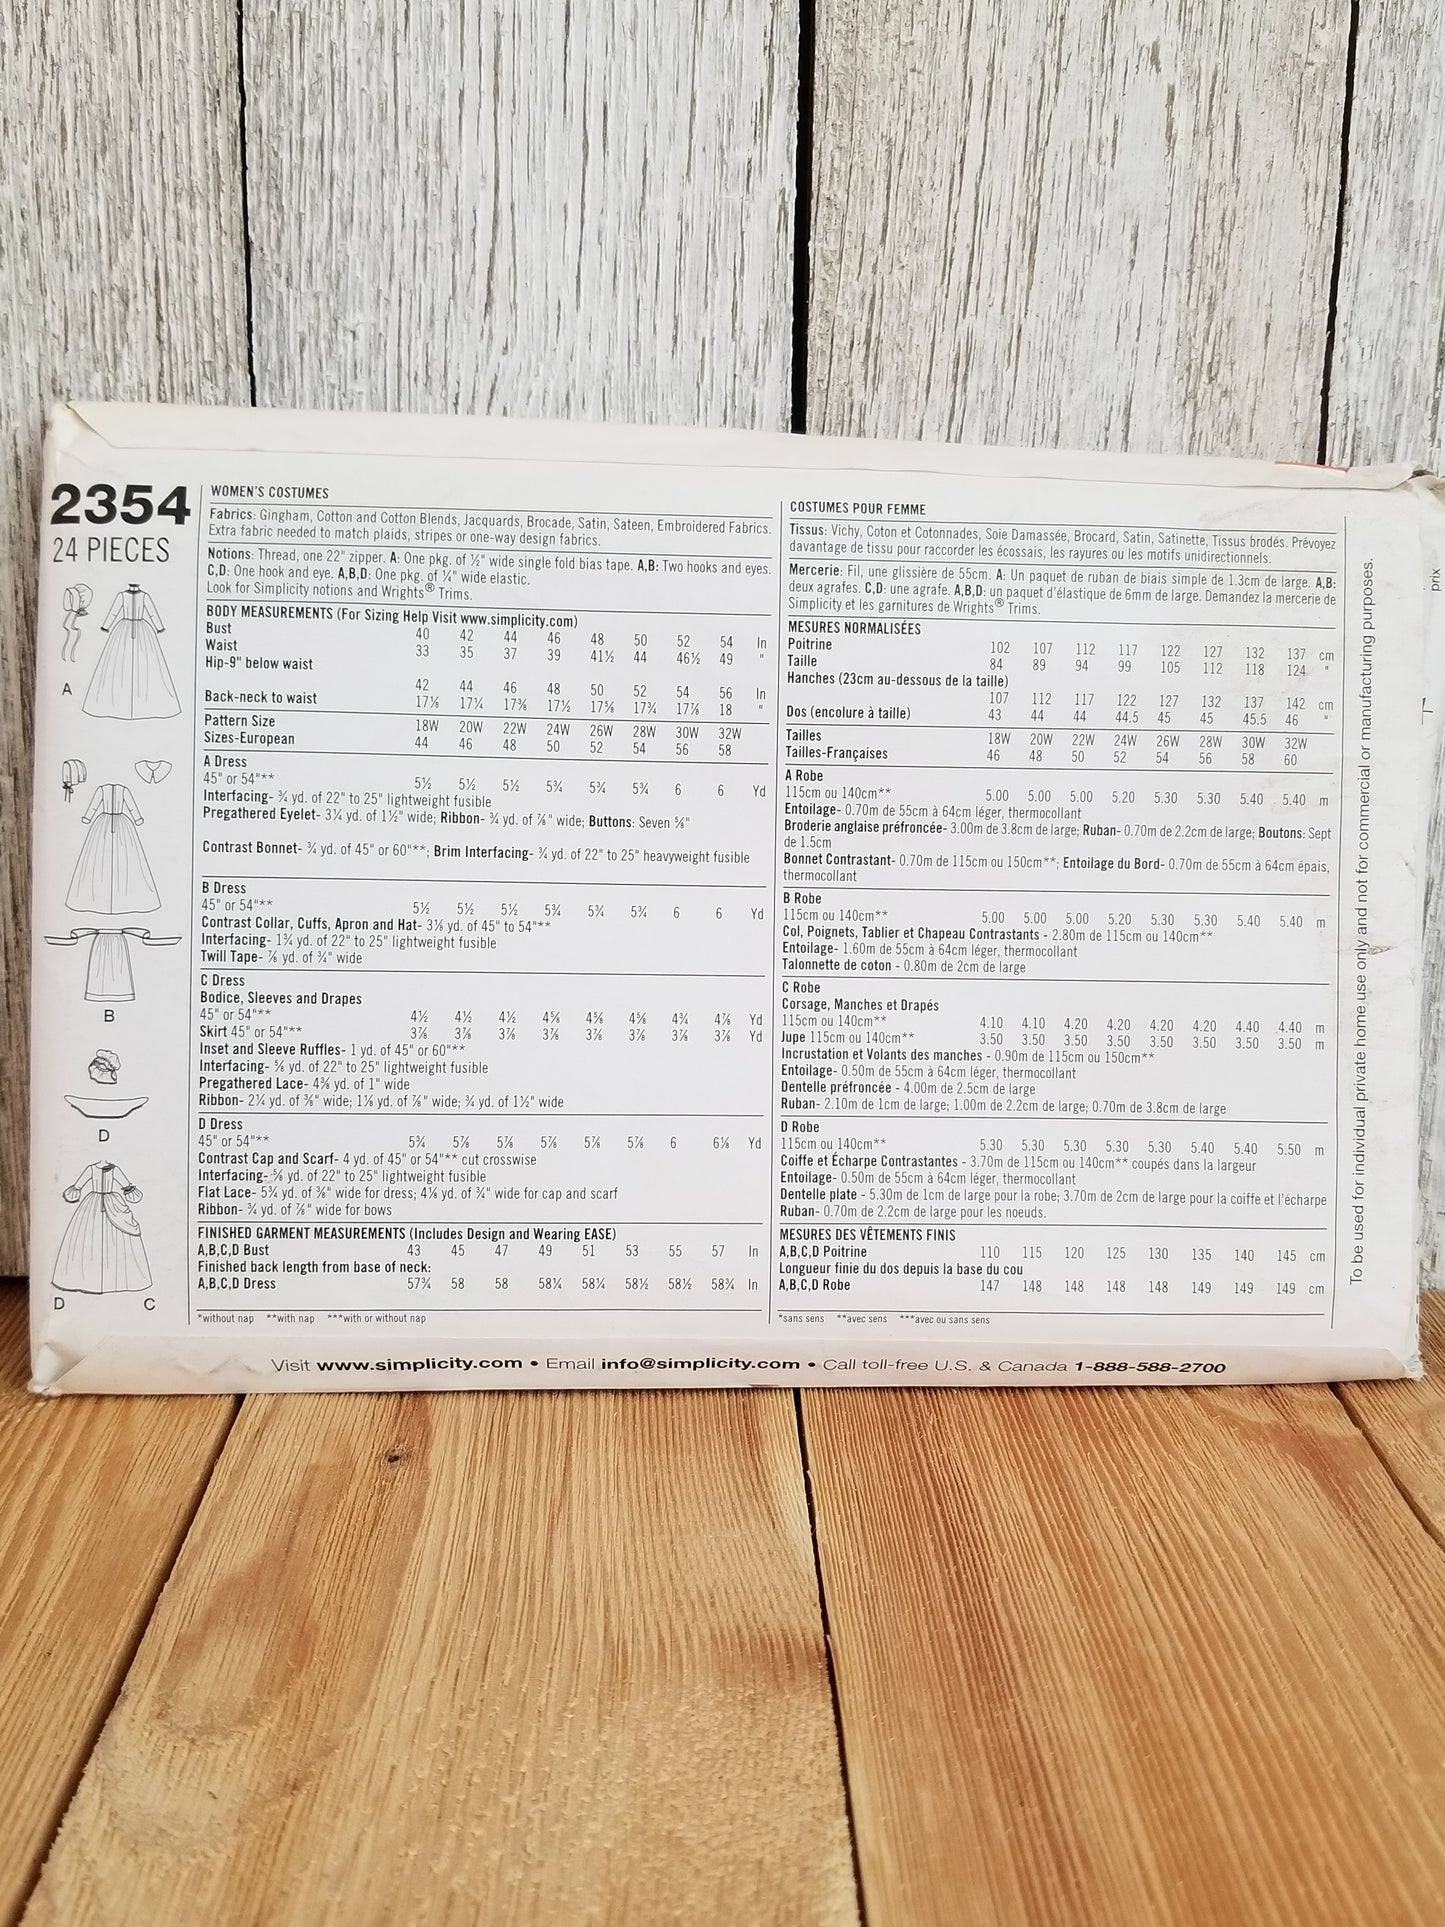 2354
24 PIECES
A
B
D
D
C
WOMEN'S COSTUMES
Fabrics: Gingham, Cotton and Cotton Blends, Jacquards, Brocade, Satin, Sateen, Embroidered Fabrics.
Extra fabric needed to match plaids, stripes or one-way design fabrics.
Notions: Thread, one 22" zipper. A: One pkg. of ½" wide single fold bias tape. A,B: Two hooks and eyes.
C,D: One hook and eye. A,B,D: One pkg. of ¼" wide elastic.
Look for Simplicity notions and Wrights® Trims.
BODY MEASUREMENTS (For Sizing Help Visit www.simplicity.com)
Bust 40 42 44 46 48 50 52 54 In
Waist 33 35 37 39 41½ 44 46½ 49 "
Hip-9" below waist
42 44 46 48 50 52 54 56 In
Back-neck to waist 17⅛ 17¼ 17⅜ 17½ 17⅝ 17¾ 17⅞ 18 "
Pattern Size 18W 20W 22W 24W 26W 28W 30W 32W
Sizes-European 44 46 48 50 52 54 56 58
A Dress
45" or 54"** 5½ 5½ 5½ 5¾ 5¾ 5¾ 6 6 Yd
Interfacing- ¾ yd. of 22" to 25" lightweight fusible
Pregathered Eyelet- 3¼ yd. of 1½" wide; Ribbon- ¾ yd. of ⅞" wide; Buttons: Seven ⅝"
Contrast Bonnet- ¾ yd. of 45" or 60"**; Brim Interfacing- ¾ yd. of 22" to 25" heavyweight fusible
B Dress
45" or 54"** 5½ 5½ 5½ 5¾ 5¾ 5¾ 6 6 Yd
Contrast Collar, Cuffs, Apron and Hat- 3⅛ yd. of 45" to 54"**
Interfacing- 1¾ yd. of 22" to 25" lightweight fusible
Twill Tape- ⅞ yd. of ¾" wide
C Dress
Bodice, Sleeves and Drapes
45" or 54"** 4½ 4½ 4½ 4⅝ 4⅝ 4⅝ 4¾ 4⅞ Yd
Skirt 45" or 54"** 3⅞ 3⅞ 3⅞ 3⅞ 3⅞ 3⅞ 3⅞ 3⅞ Yd
Inset and Sleeve Ruffles- 1 yd. of 45" or 60"**
Interfacing- ⅝ yd. of 22" to 25" lightweight fusible
Pregathered Lace- 4⅜ yd. of 1" wide
Ribbon- 2¼ yd. of ⅜" wide; 1⅛ yd. of ⅞" wide; ¾ yd. of 1½" wide
D Dress
45" or 54"** 5¾ 5⅞ 5⅞ 5⅞ 5⅞ 5⅞ 6 6⅛ Yd
Contrast Cap and Scarf- 4 yd. of 45" or 54"** cut crosswise
Interfacing- ⅝ yd. of 22" to 25" lightweight fusible
Flat Lace- 5¾ yd. of ⅜" wide for dress; 4⅛ yd. of ¾" wide for cap and scarf
Ribbon- ¾ yd. of ⅞" wide for bows
FINISHED GARMENT MEASUREMENTS (Includes Design and Wearing EASE)
A,B,C,D Bust 43 45 47 49 51 53 55 57 In
Finished back length from base of neck:
A,B,C,D Dress 57¾ 58 58 58¼ 58¼ 58½ 58½ 58¾ In
*without nap **with nap ***with or without nap
COSTUMES POUR FEMME
Tissus: Vichy, Coton et Cotonnades, Soie Damassée, Brocard, Satin, Satinette, Tissus brodés. Prévoyez
davantage de tissu pour raccorder les écossais, les rayures ou les motifs unidirectionnels.
Mercerie: Fil, une glissière de 55cm. A: Un paquet de ruban de biais simple de 1.3cm de large. A,B:
deux agrafes. C,D: une agrafe. A,B,D: un paquet d'élastique de 6mm de large. Demandez la mercerie de
Simplicity et les garnitures de Wrights® Trims.
MESURES NORMALISÉES
Poitrine 102 107 112 117 122 127 132 137 cm
Taille 84 89 94 99 105 112 118 124 "
Hanches (23cm au-dessous de la taille)
107 112 117 122 127 132 137 142 cm
Dos (encolure à taille) 43 44 44 44.5 45 45 45.5 46 "
Tailles 18W 20W 22W 24W 26W 28W 30W 32W
Tailles-Françaises 46 48 50 52 54 56 58 60
A Robe
115cm ou 140cm** 5.00 5.00 5.00 5.20 5.30 5.30 5.40 5.40 m
Entoilage- 0.70m de 55cm à 64cm léger, thermocollant
Broderie anglaise préfroncée- 3.00m de 3.8cm de large; Ruban- 0.70m de 2.2cm de large; Boutons: Sept
de 1.5cm
Bonnet Contrastant- 0.70m de 115cm ou 150cm**; Entoilage du Bord- 0.70m de 55cm à 64cm épais,
thermocollant
B Robe
115cm ou 140cm** 5.00 5.00 5.00 5.20 5.30 5.30 5.40 5.40 m
Col, Poignets, Tablier et Chapeau Contrastants - 2.80m de 115cm ou 140cm**
Entoilage- 1.60m de 55cm à 64cm léger, thermocollant
Talonnette de coton - 0.80m de 2cm de large
C Robe
Corsage, Manches et Drapés
115cm ou 140cm** 4.10 4.10 4.20 4.20 4.20 4.20 4.40 4.40 m
Jupe 115cm ou 140cm** 3.50 3.50 3.50 3.50 3.50 3.50 3.50 3.50 m
Incrustation et Volants des manches - 0.90m de 115cm ou 150cm**
Entoilage- 0.50m de 55cm à 64cm léger, thermocollant
Dentelle préfroncée - 4.00m de 2.5cm de large
Ruban- 2.10m de 1cm de large; 1.00m de 2.2cm de large; 0.70m de 3.8cm de large
D Robe
115cm ou 140cm** 5.30 5.30 5.30 5.30 5.30 5.40 5.40 5.50 m
Coiffe et Écharpe Contrastantes - 3.70m de 115cm ou 140cm** coupés dans la largeur
Entoilage- 0.50m de 55cm à 64cm léger, thermocollant
Dentelle plate - 5.30m de 1cm de large pour la robe; 3.70m de 2cm de large pour la coiffe et l'écharpe
Ruban- 0.70m de 2.2cm de large pour les noeuds.
MESURES DES VÊTEMENTS FINIS
A,B,C,D Poitrine 110 115 120 125 130 135 140 145 cm
Longueur finie du dos depuis la base du cou
A,B,C,D Robe 147 148 148 148 148 149 149 149 cm
*sans sens **avec sens ***avec ou sans sens
To be used for individual private home use only and not for commercial or manufacturing purposes.
prix
Visit www.simplicity.com • Email info@simplicity.com • Call toll-free U.S. & Canada 1-888-588-2700